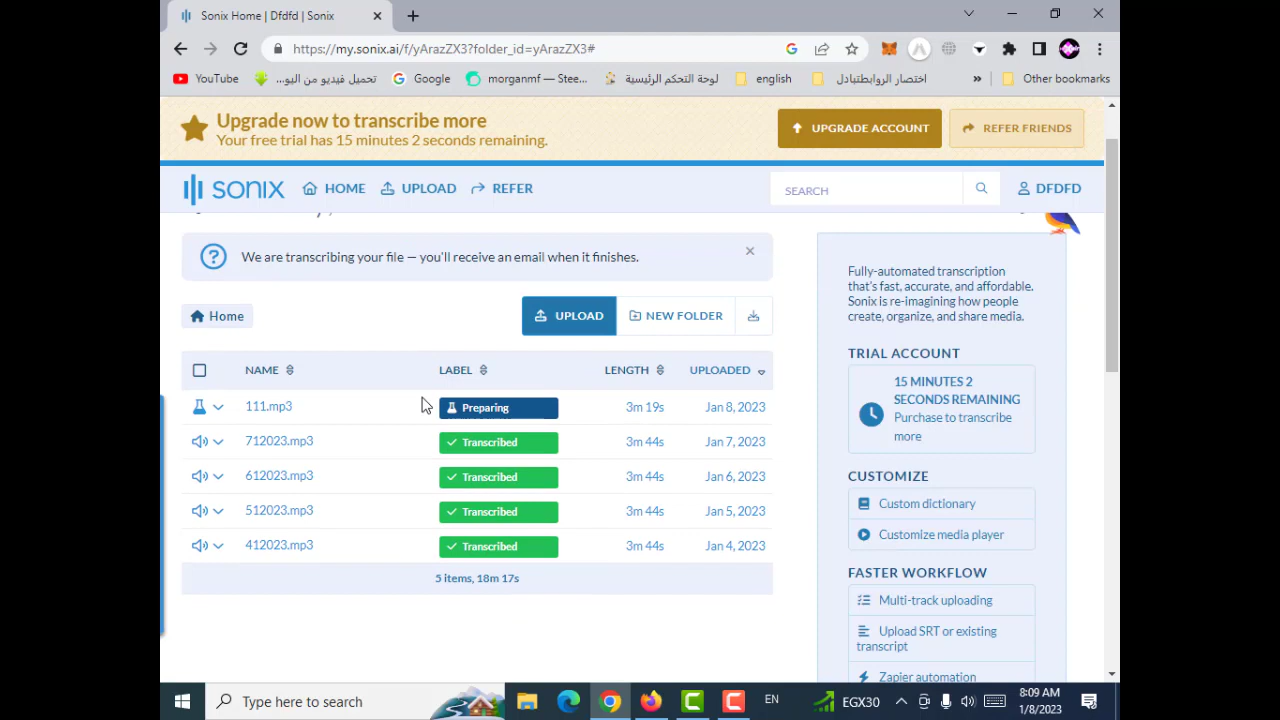 Sonix Home | Dfdfd | Sonix
https://my.sonix.ai/f/yArazZX3?folder_id=yArazZX3#
YouTube
تحميل فيديو من اليو...
Google
morganmf — Stee...
لوحة التحكم الرئيسية
english
اختصار الروابطتبادل
»
Other bookmarks
Upgrade now to transcribe more
Your free trial has 15 minutes 2 seconds remaining.
UPGRADE ACCOUNT
REFER FRIENDS
SONIX
HOME
UPLOAD
REFER
SEARCH
DFDFD
We are transcribing your file — you'll receive an email when it finishes.
Home
UPLOAD
NEW FOLDER
NAME LABEL LENGTH UPLOADED
111.mp3 Preparing 3m 19s Jan 8, 2023
712023.mp3 Transcribed 3m 44s Jan 7, 2023
612023.mp3 Transcribed 3m 44s Jan 6, 2023
512023.mp3 Transcribed 3m 44s Jan 5, 2023
412023.mp3 Transcribed 3m 44s Jan 4, 2023
5 items, 18m 17s
Fully-automated transcription
that's fast, accurate, and affordable.
Sonix is re-imagining how people
create, organize, and share media.
TRIAL ACCOUNT
15 MINUTES 2
SECONDS REMAINING
Purchase to transcribe
more
CUSTOMIZE
Custom dictionary
Customize media player
FASTER WORKFLOW
Multi-track uploading
Upload SRT or existing
transcript
Zapier automation
Type here to search
EN
EGX30
8:09 AM
1/8/2023